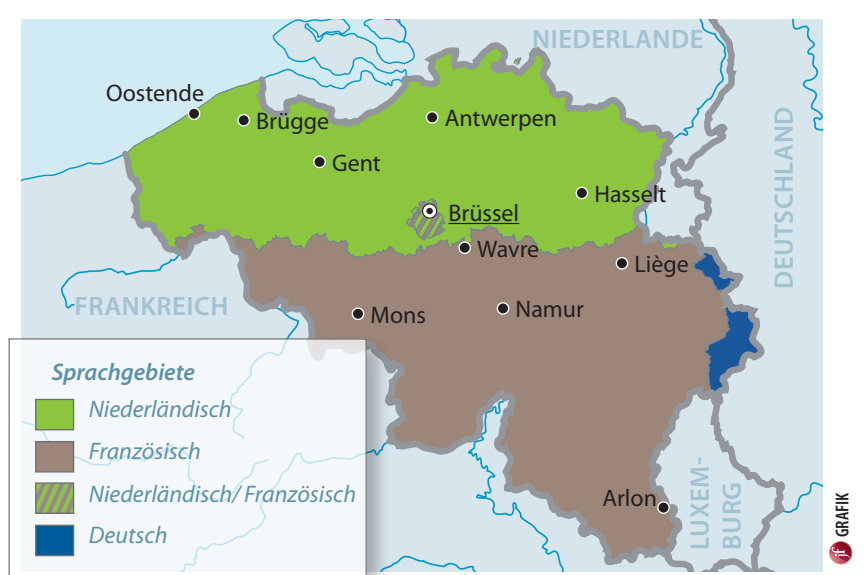 NIEDERLANDE
Oostende
Brügge
Antwerpen
Gent
DEUTSCHLAND
Hasselt
Brüssel
Wavre
Liège
FRANKREICH
Mons
Namur
Sprachgebiete
Niederländisch
Französisch
Niederländisch/Französisch
Deutsch
Arlon
LUXEM-
BURG
jf GRAFIK